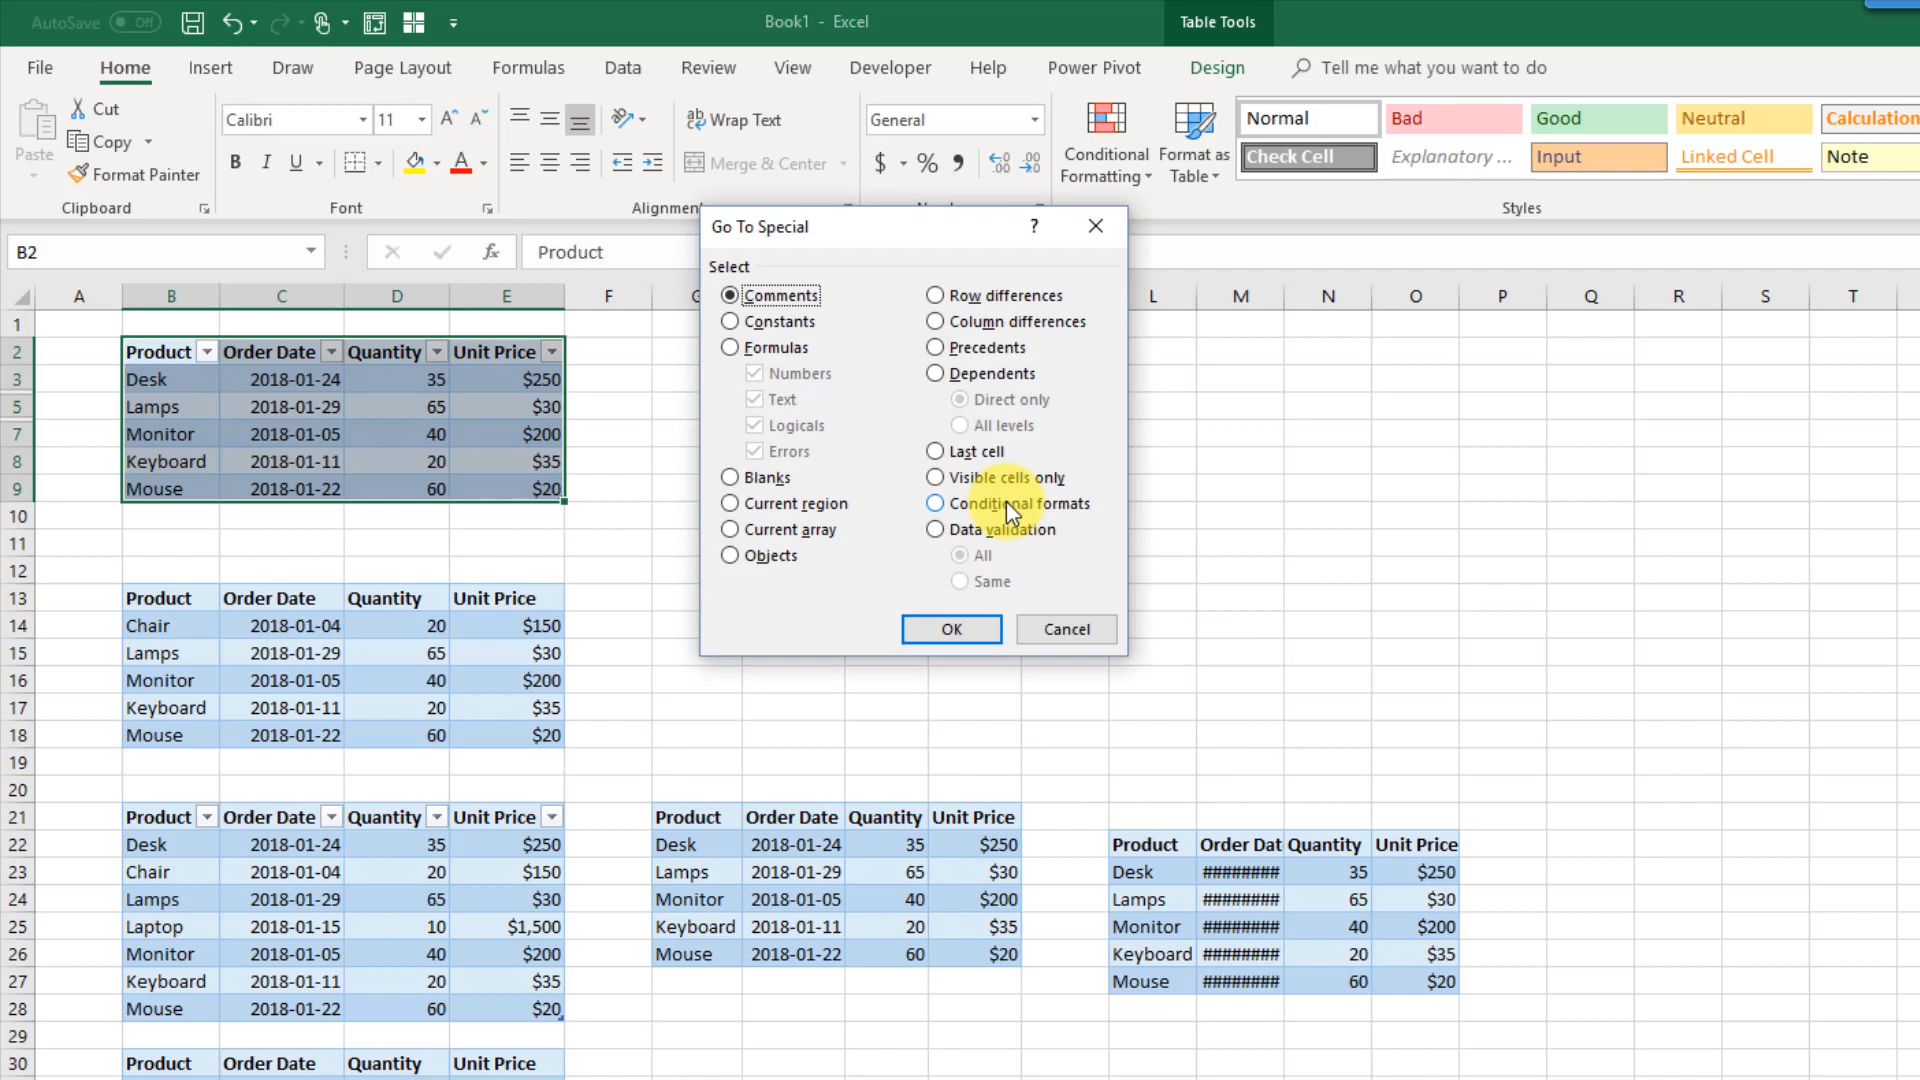 AutoSave Off
Book1 - Excel
Table Tools
File Home Insert Draw Page Layout Formulas Data Review View Developer Help Power Pivot Design Tell me what you want to do
Paste
Cut
Copy
Format Painter
Clipboard
Calibri 11
B I U
Font
Wrap Text
Merge & Center
General
$ % ,
Conditional Formatting
Format as Table
Normal Bad Good Neutral Calculation
Check Cell Explanatory ... Input Linked Cell Note
Styles
B2 fx Product
A B C D E F L M N O P Q R S T
1
2 Product Order Date Quantity Unit Price
3 Desk 2018-01-24 35 $250
5 Lamps 2018-01-29 65 $30
7 Monitor 2018-01-05 40 $200
8 Keyboard 2018-01-11 20 $35
9 Mouse 2018-01-22 60 $20
10
11
12
13 Product Order Date Quantity Unit Price
14 Chair 2018-01-04 20 $150
15 Lamps 2018-01-29 65 $30
16 Monitor 2018-01-05 40 $200
17 Keyboard 2018-01-11 20 $35
18 Mouse 2018-01-22 60 $20
19
20
21 Product Order Date Quantity Unit Price
22 Desk 2018-01-24 35 $250
23 Chair 2018-01-04 20 $150
24 Lamps 2018-01-29 65 $30
25 Laptop 2018-01-15 10 $1,500
26 Monitor 2018-01-05 40 $200
27 Keyboard 2018-01-11 20 $35
28 Mouse 2018-01-22 60 $20
29
30 Product Order Date Quantity Unit Price
Product Order Date Quantity Unit Price
Desk 2018-01-24 35 $250
Lamps 2018-01-29 65 $30
Monitor 2018-01-05 40 $200
Keyboard 2018-01-11 20 $35
Mouse 2018-01-22 60 $20
Product Order Dat Quantity Unit Price
Desk ######## 35 $250
Lamps ######## 65 $30
Monitor ######## 40 $200
Keyboard ######## 20 $35
Mouse ######## 60 $20
Go To Special ?
Select
Comments
Constants
Formulas
Numbers
Text
Logicals
Errors
Blanks
Current region
Current array
Objects
Row differences
Column differences
Precedents
Dependents
Direct only
All levels
Last cell
Visible cells only
Conditional formats
Data validation
All
Same
OK Cancel